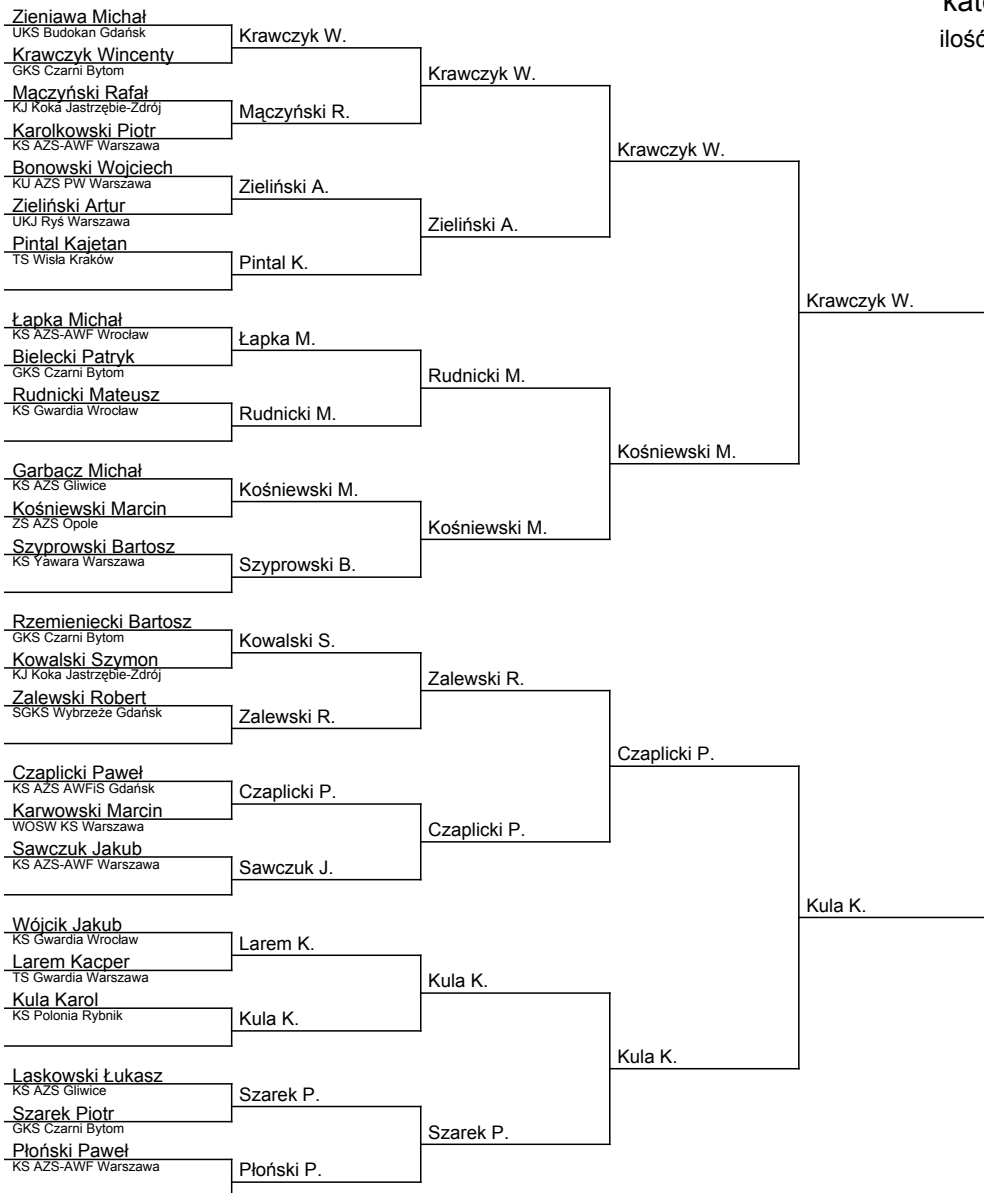 kat
ilość
Zieniawa Michał
UKS Budokan Gdańsk
Krawczyk Wincenty
GKS Czarni Bytom
Mączyński Rafał
KJ Koka Jastrzębie-Zdrój
Karolkowski Piotr
KS AZS-AWF Warszawa
Bonowski Wojciech
KU AZS PW Warszawa
Zieliński Artur
UKJ Ryś Warszawa
Pintal Kajetan
TS Wisła Kraków
Łapka Michał
KS AZS-AWF Wrocław
Bielecki Patryk
GKS Czarni Bytom
Rudnicki Mateusz
KS Gwardia Wrocław
Garbacz Michał
KS AZS Gliwice
Kośniewski Marcin
ZS AZS Opole
Szyprowski Bartosz
KS Yawara Warszawa
Rzemieniecki Bartosz
GKS Czarni Bytom
Kowalski Szymon
KJ Koka Jastrzębie-Zdrój
Zalewski Robert
SGKS Wybrzeże Gdańsk
Czaplicki Paweł
KS AZS AWFiS Gdańsk
Karwowski Marcin
WOSW KS Warszawa
Sawczuk Jakub
KS AZS-AWF Warszawa
Wójcik Jakub
KS Gwardia Wrocław
Larem Kacper
TS Gwardia Warszawa
Kula Karol
KS Polonia Rybnik
Laskowski Łukasz
KS AZS Gliwice
Szarek Piotr
GKS Czarni Bytom
Płoński Paweł
KS AZS-AWF Warszawa
Krawczyk W.
Mączyński R.
Zieliński A.
Pintal K.
Łapka M.
Rudnicki M.
Kośniewski M.
Szyprowski B.
Kowalski S.
Zalewski R.
Czaplicki P.
Sawczuk J.
Larem K.
Kula K.
Szarek P.
Płoński P.
Krawczyk W.
Zieliński A.
Rudnicki M.
Kośniewski M.
Zalewski R.
Czaplicki P.
Kula K.
Szarek P.
Krawczyk W.
Kośniewski M.
Czaplicki P.
Kula K.
Krawczyk W.
Kula K.